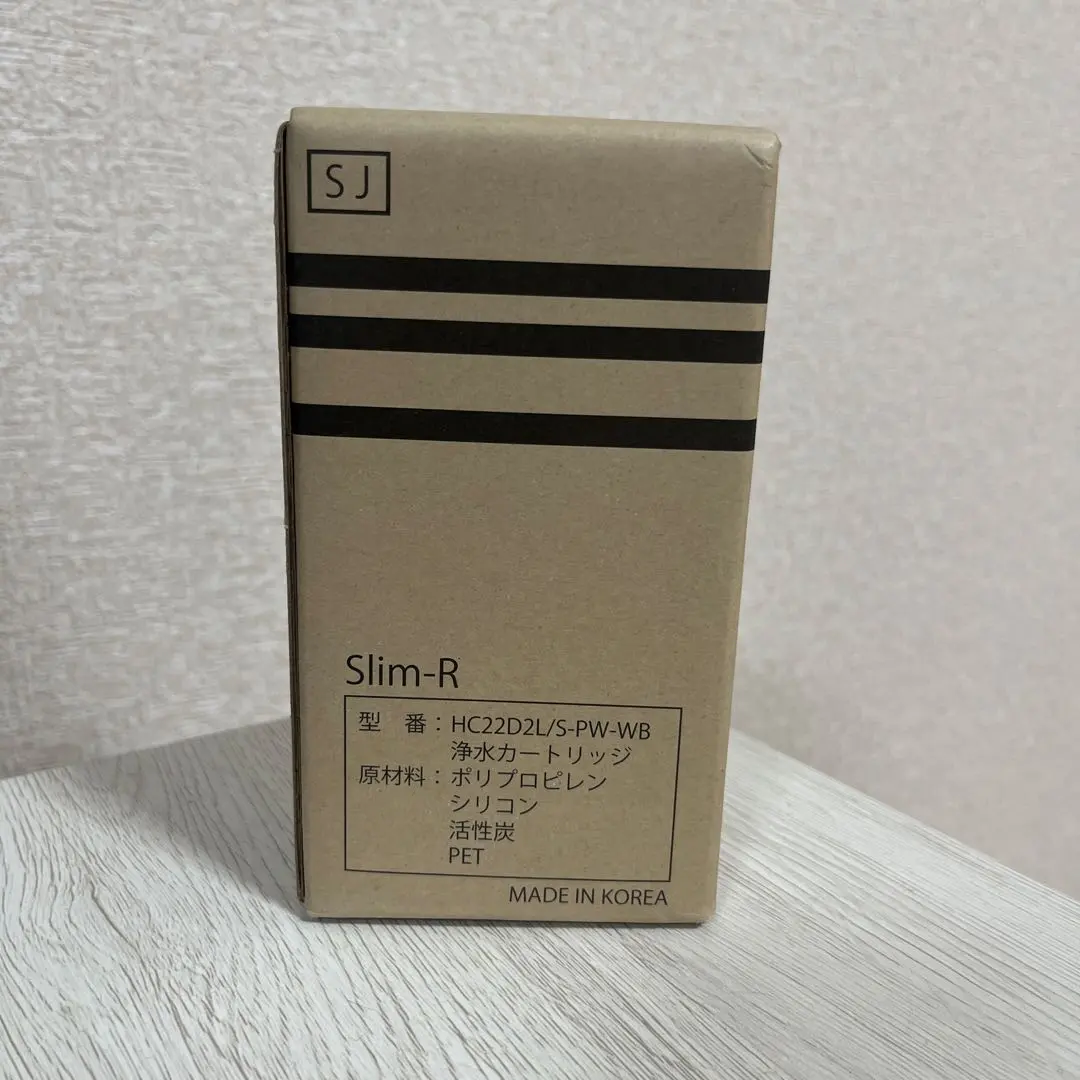 SJ
Slim-R
型　番：HC22D2L/S-PW-WB
浄水カートリッジ
原材料：ポリプロピレン
シリコン
活性炭
PET
MADE IN KOREA